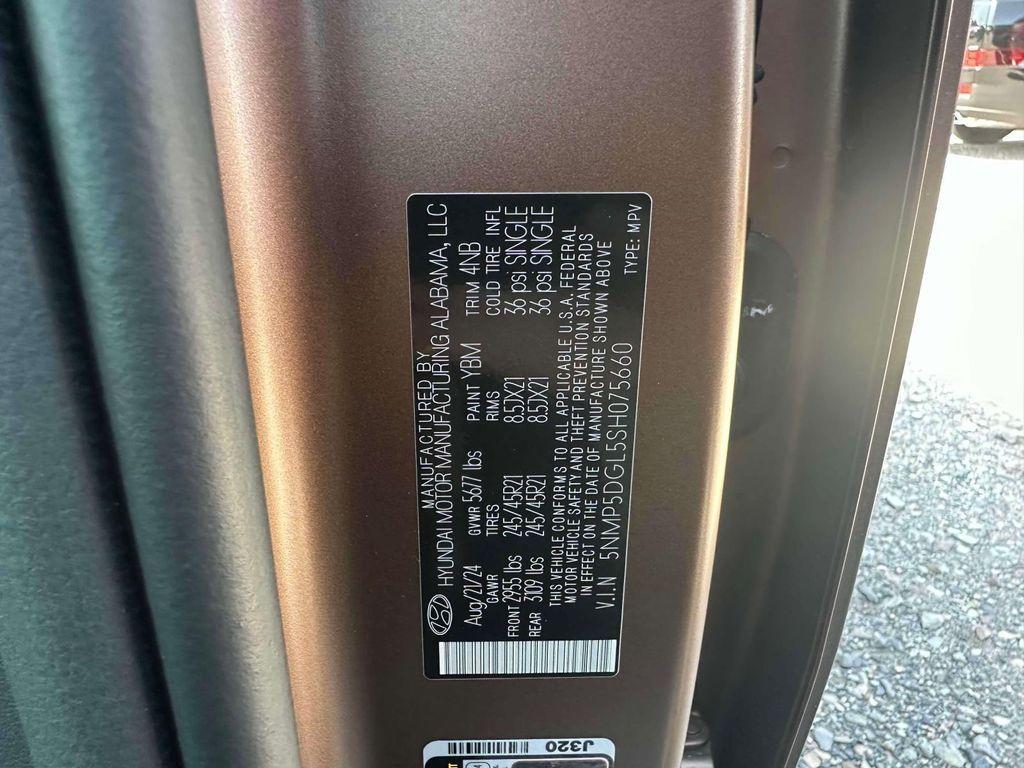 MANUFACTURED BY
HYUNDAI MOTOR MANUFACTURING ALABAMA, LLC
Aug/21/24 GVWR 5677 lbs PAINT YBM TRIM 4NB
GAWR TIRES RIMS COLD TIRE INFL
FRONT 2955 lbs 245/45R21 8.5JX21 36 psi SINGLE
REAR 3109 lbs 245/45R21 8.5JX21 36 psi SINGLE
THIS VEHICLE CONFORMS TO ALL APPLICABLE U.S.A. FEDERAL
MOTOR VEHICLE SAFETY AND THEFT PREVENTION STANDARDS
IN EFFECT ON THE DATE OF MANUFACTURE SHOWN ABOVE
V.I.N 5NMP5DGL5SH075660
TYPE: MPV
J320